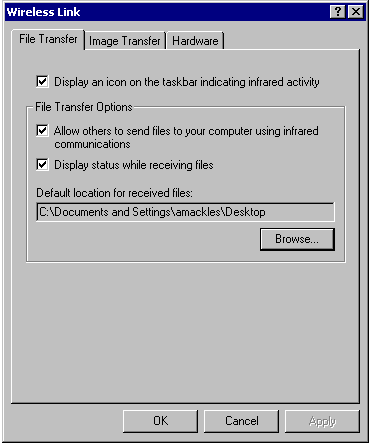 Wireless Link
File Transfer Image Transfer Hardware
Display an icon on the taskbar indicating infrared activity
File Transfer Options
Allow others to send files to your computer using infrared
communications
Display status while receiving files
Default location for received files:
C:\Documents and Settings\amackles\Desktop
Browse...
OK Cancel Apply